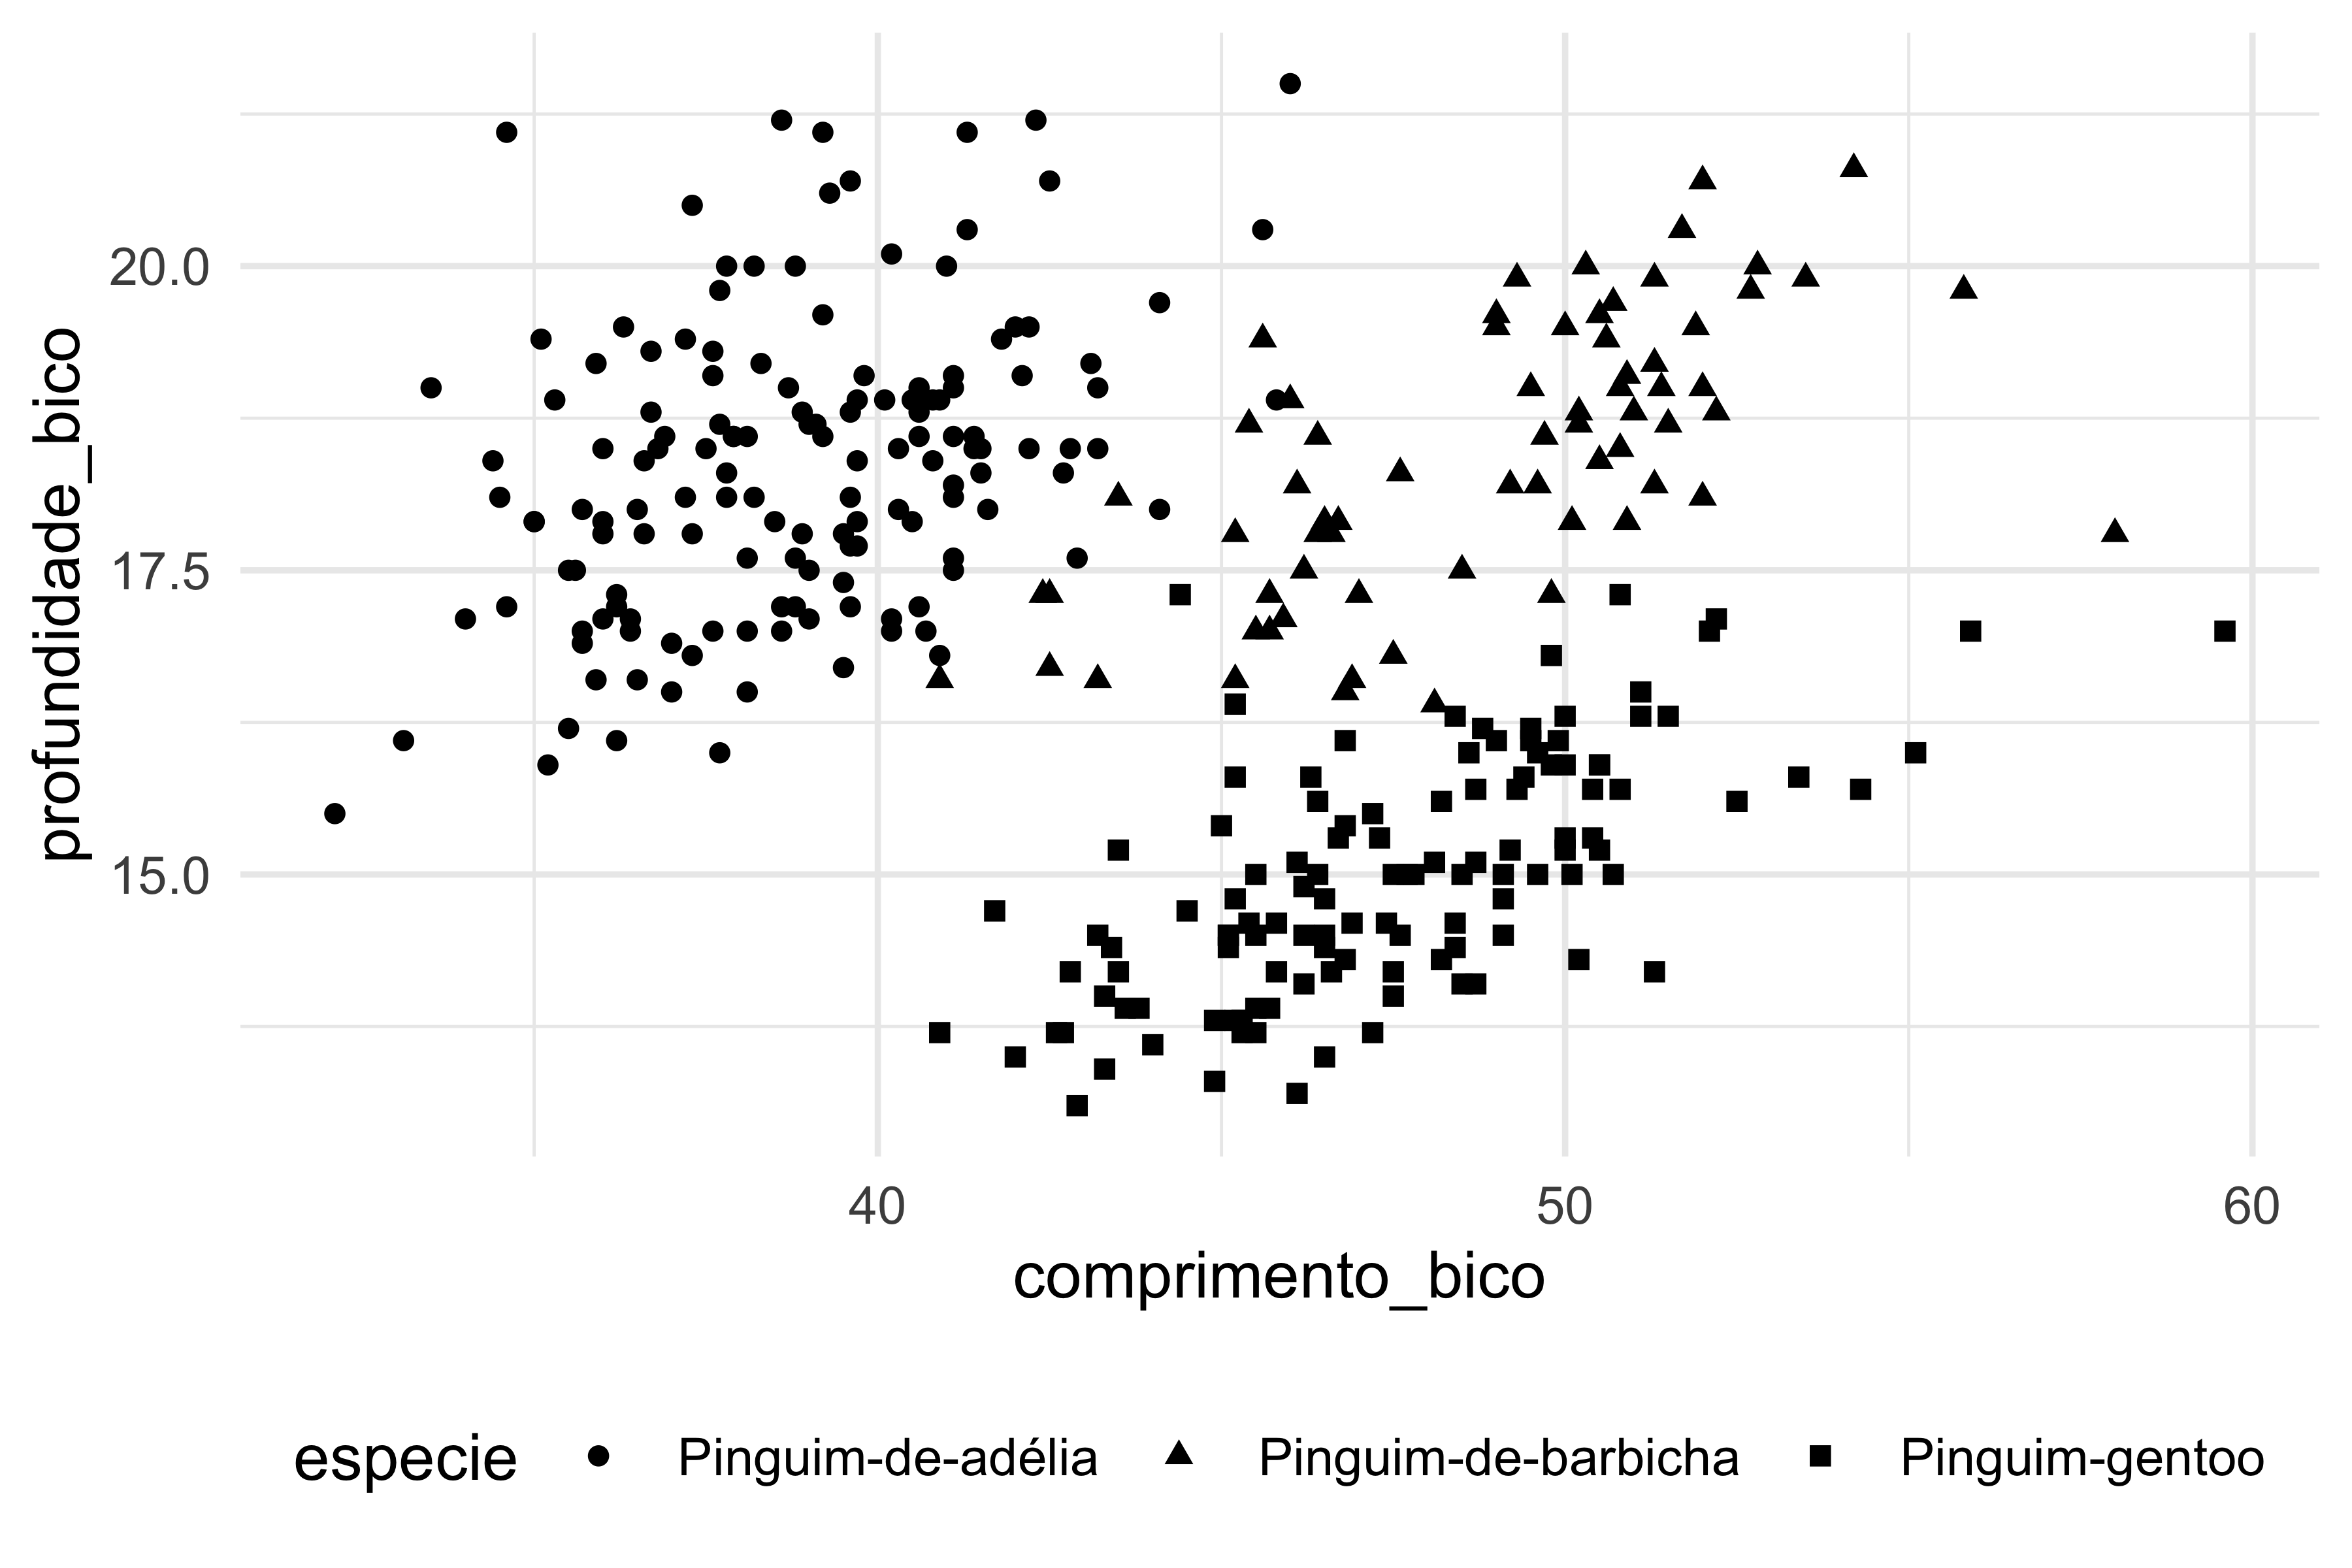 profundidade_bico
20.0
17.5
15.0
40 50 60
comprimento_bico
especie Pinguim-de-adélia Pinguim-de-barbicha Pinguim-gentoo